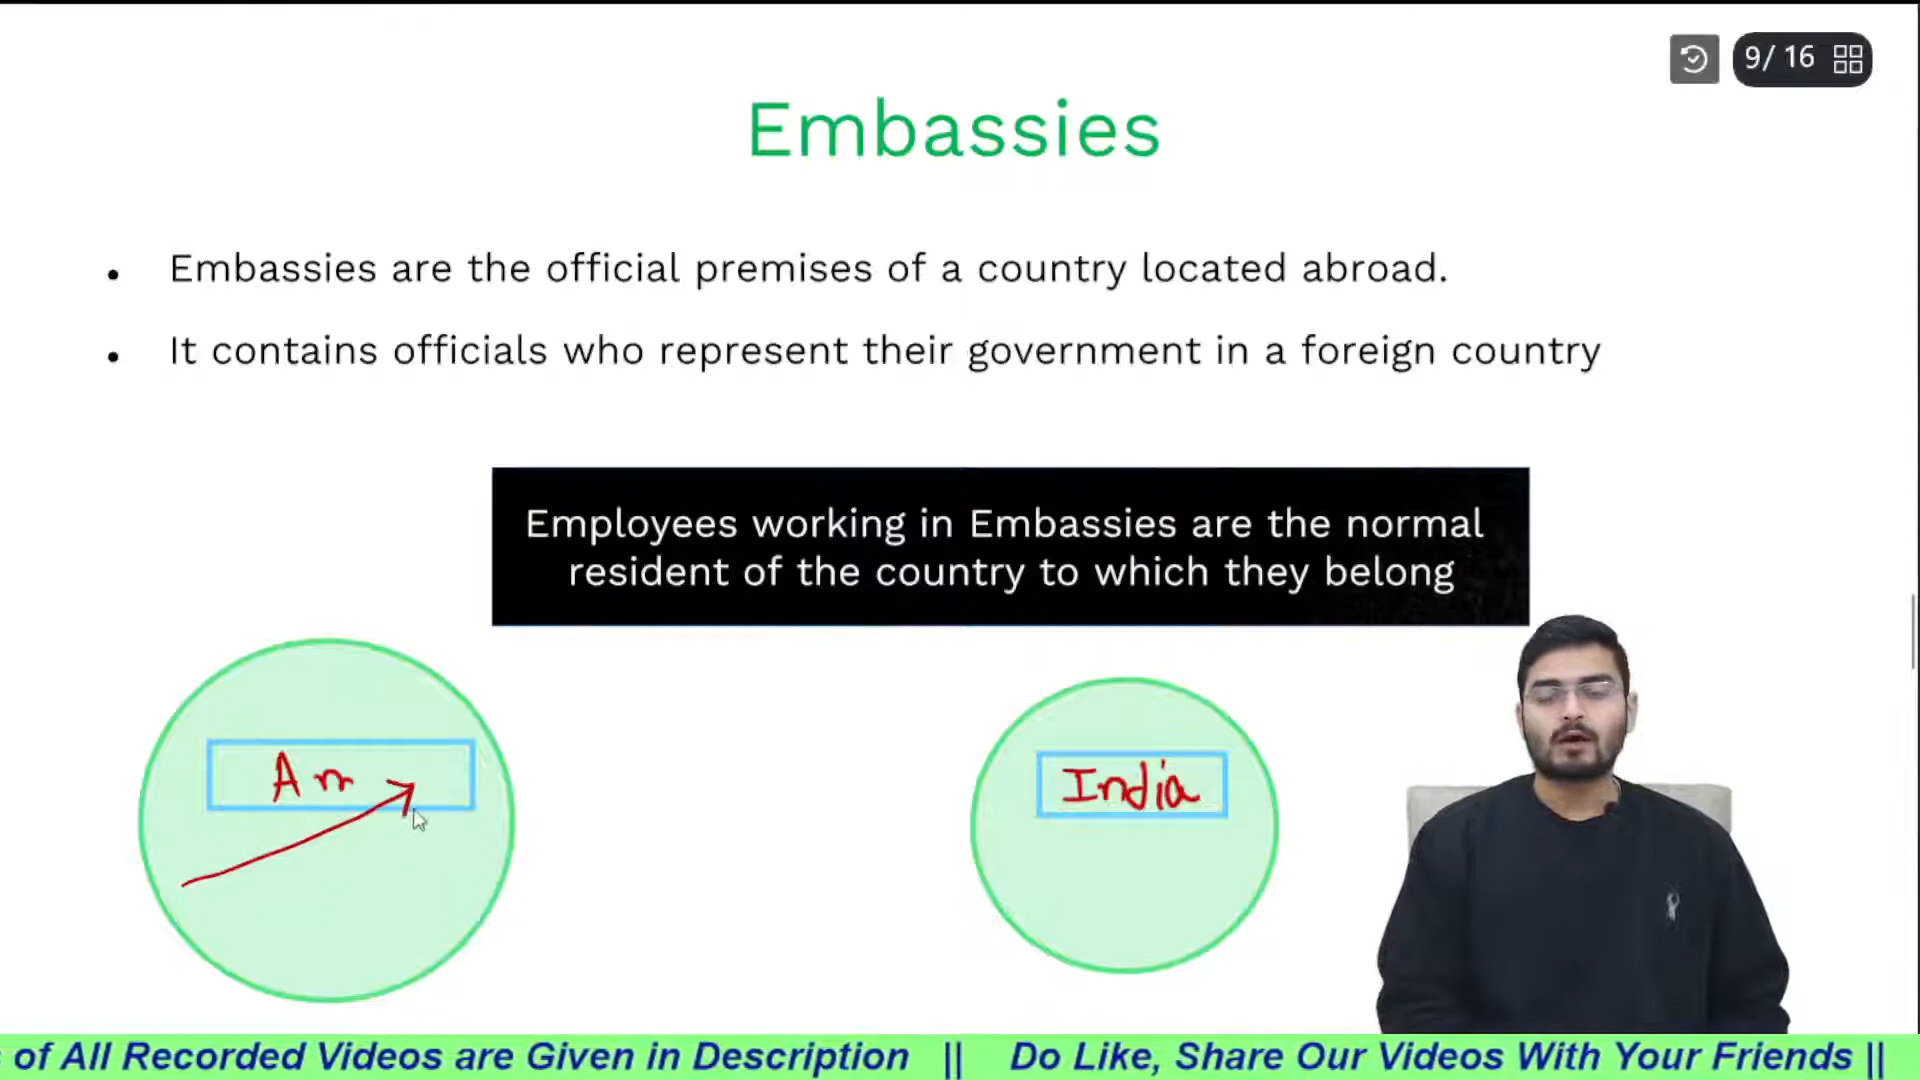 9/ 16
Embassies
• Embassies are the official premises of a country located abroad.
• It contains officials who represent their government in a foreign country
Employees working in Embassies are the normal
resident of the country to which they belong
Am
India
of All Recorded Videos are Given in Description || Do Like, Share Our Videos With Your Friends ||